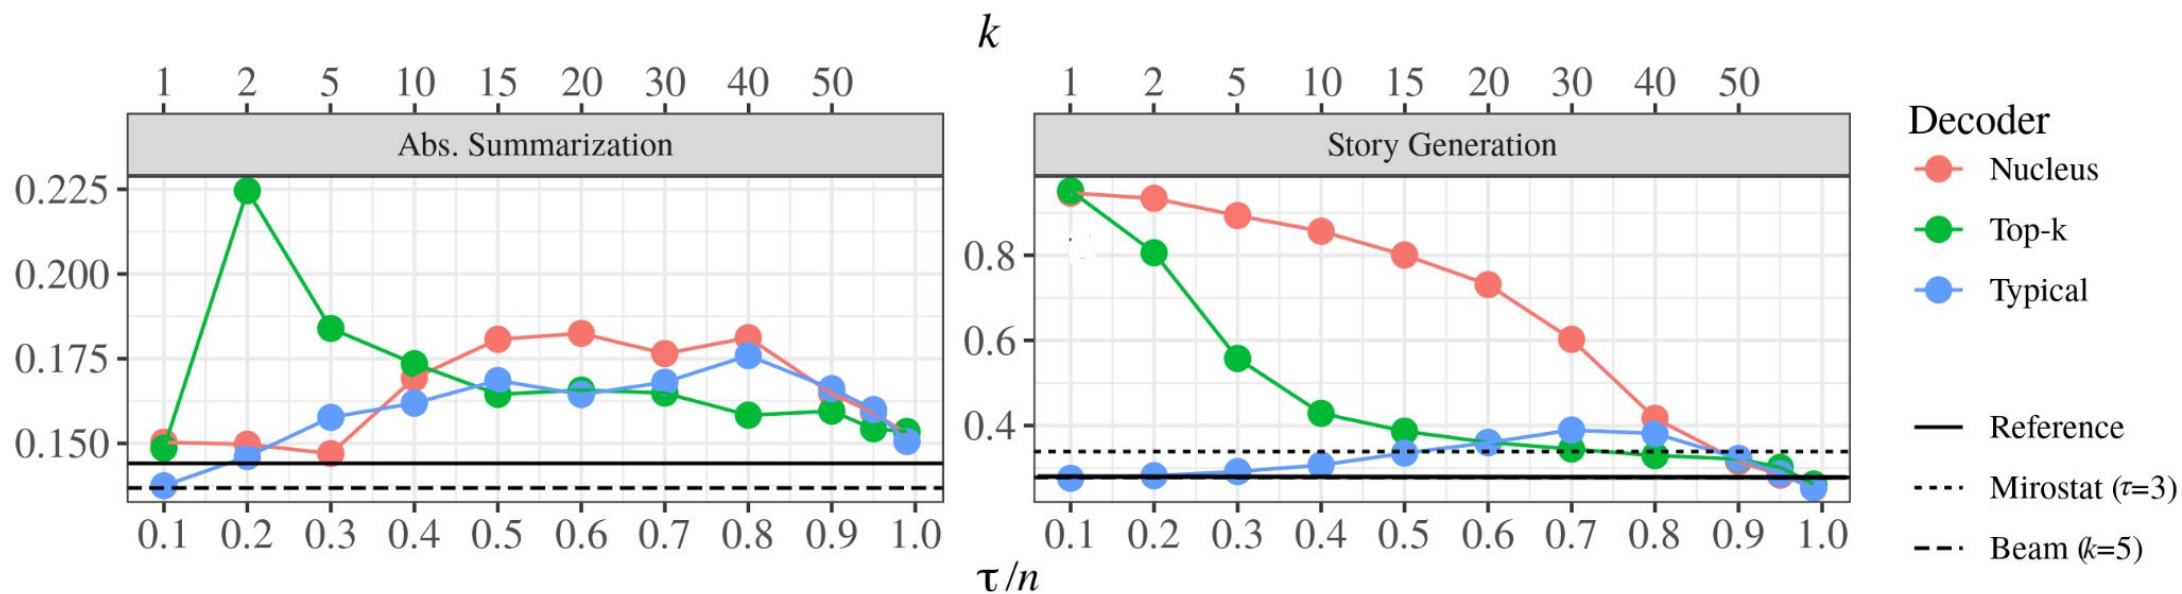 k
1 2 5 10 15 20 30 40 50
1 2 5 10 15 20 30 40 50
Abs. Summarization
Story Generation
0.225
0.200
0.175
0.150
0.8
0.6
0.4
0.1 0.2 0.3 0.4 0.5 0.6 0.7 0.8 0.9 1.0
0.1 0.2 0.3 0.4 0.5 0.6 0.7 0.8 0.9 1.0
τ/n
Decoder
Nucleus
Top-k
Typical
Reference
Mirostat (τ=3)
Beam (k=5)